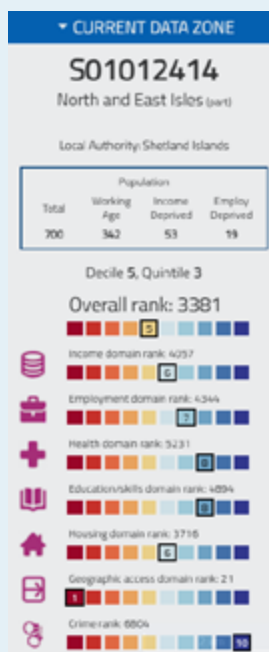 CURRENT DATA ZONE
S01012414
North and East Isles (part)
Local Authority: Shetland Islands
Population
Total Working Age Income Deprived Employ Deprived
700 342 53 19
Decile 5, Quintile 3
Overall rank: 3381
5
Income domain rank: 4057
6
Employment domain rank: 4344
7
Health domain rank: 5231
8
Education/skills domain rank: 4894
8
Housing domain rank: 3716
6
Geographic access domain rank: 21
1
Crime rank: 6804
10